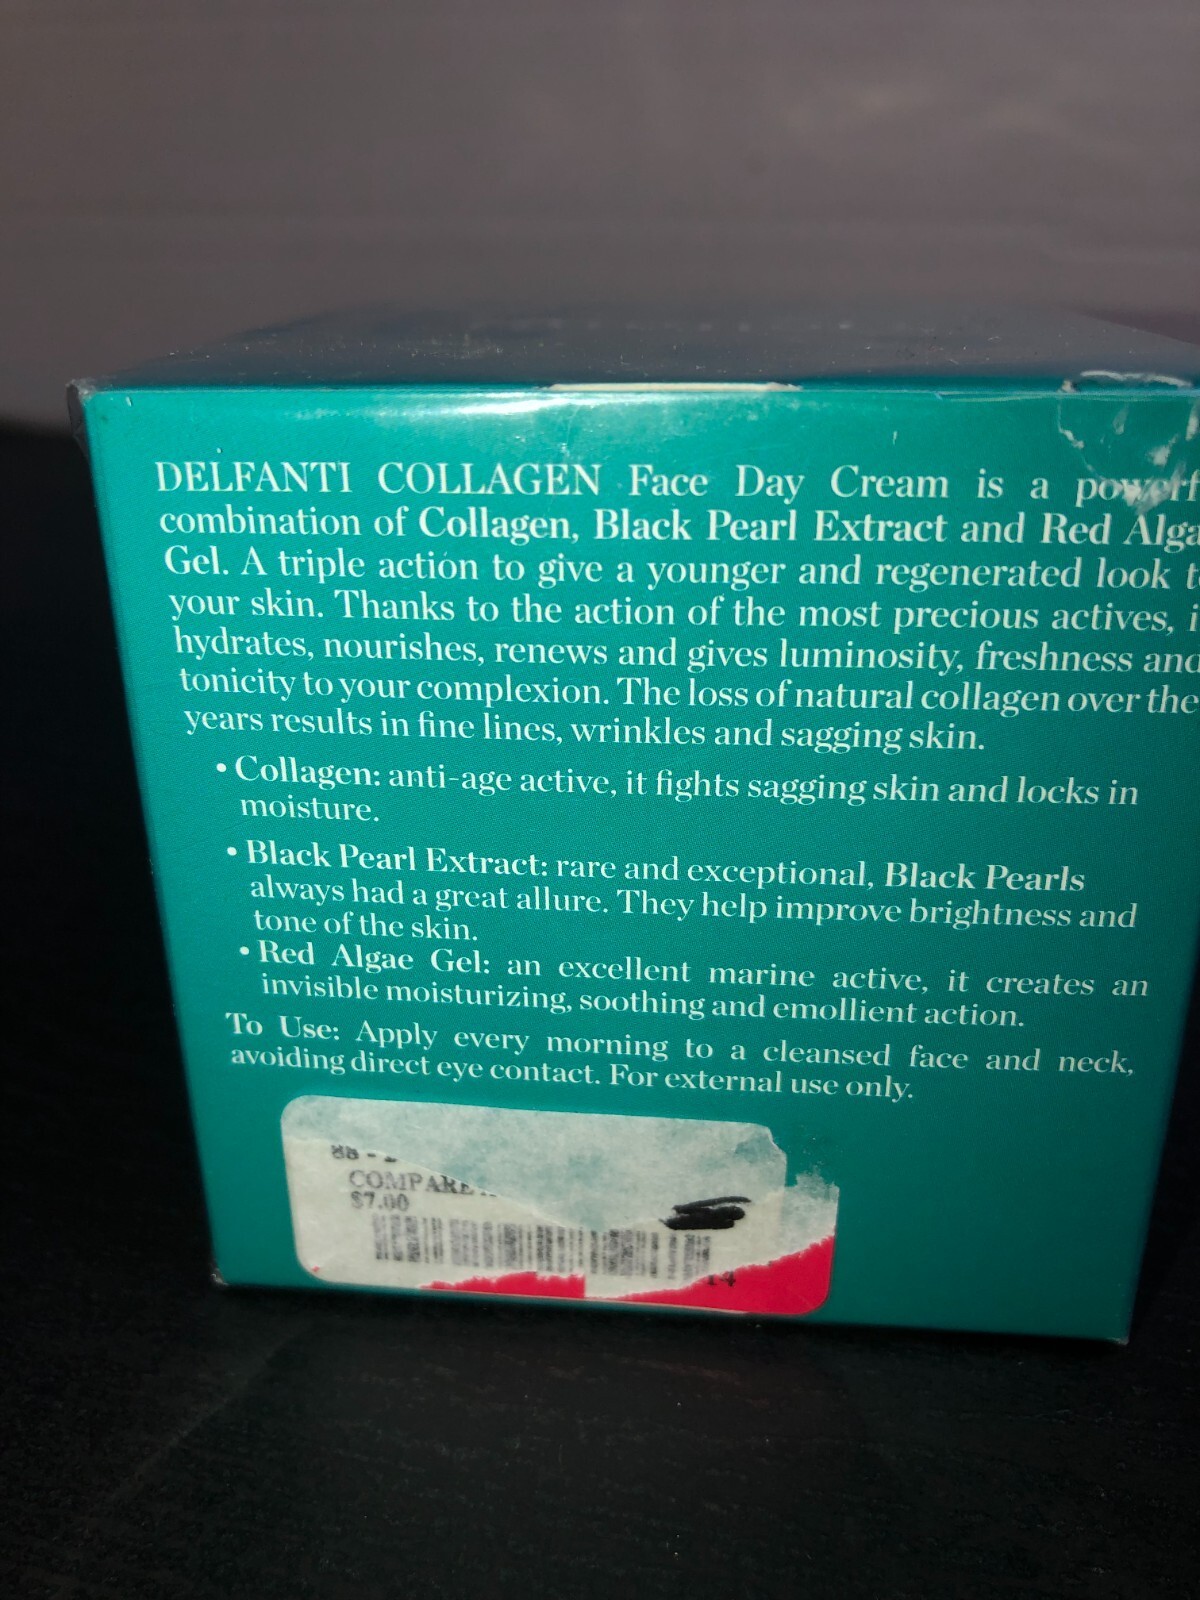 DELFANTI COLLAGEN Face Day Cream is a powerf
combination of Collagen, Black Pearl Extract and Red Alga
Gel. A triple action to give a younger and regenerated look t
your skin. Thanks to the action of the most precious actives, i
hydrates, nourishes, renews and gives luminosity, freshness and
tonicity to your complexion. The loss of natural collagen over the
years results in fine lines, wrinkles and sagging skin.
• Collagen: anti-age active, it fights sagging skin and locks in
moisture.
• Black Pearl Extract: rare and exceptional, Black Pearls
always had a great allure. They help improve brightness and
tone of the skin.
• Red Algae Gel: an excellent marine active, it creates an
invisible moisturizing, soothing and emollient action.
To Use: Apply every morning to a cleansed face and neck,
avoiding direct eye contact. For external use only.
88 -
COMPARE
$7.00
14